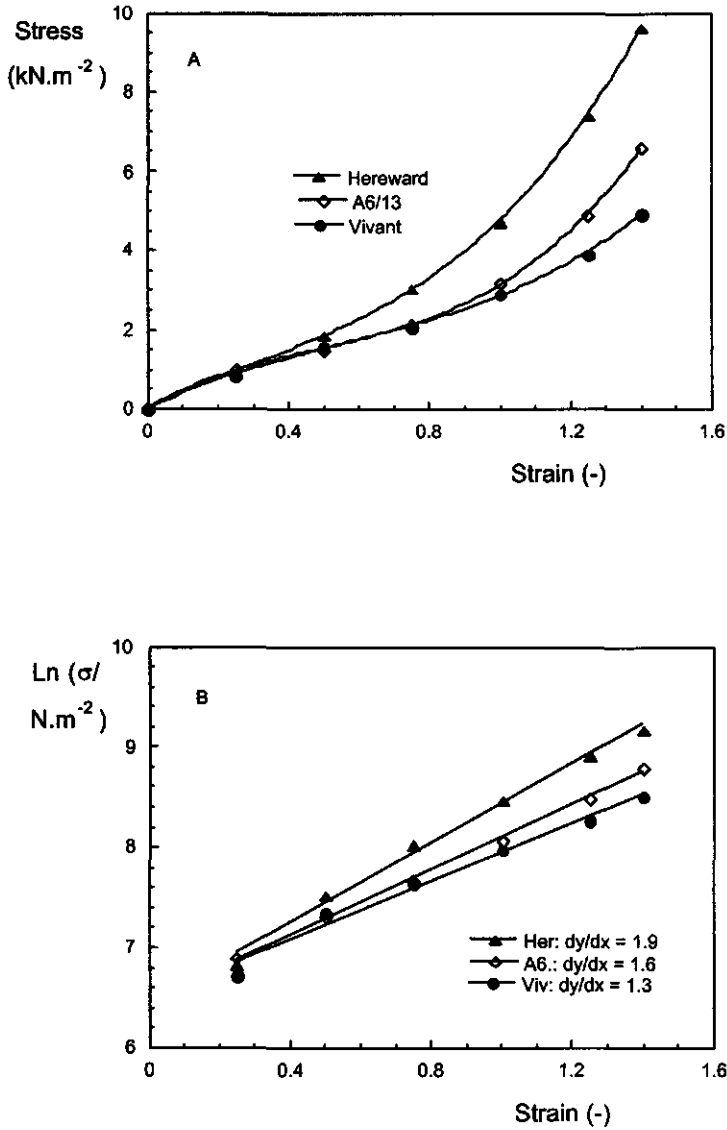 Stress
(kN.m⁻²)
A
10
8
6
4
2
0
Hereward
A6/13
Vivant
0
0.4
0.8
1.2
1.6
Strain (-)
Ln (σ/
N.m⁻²)
B
10
9
8
7
6
Her: dy/dx = 1.9
A6.: dy/dx = 1.6
Viv: dy/dx = 1.3
0
0.4
0.8
1.2
1.6
Strain (-)